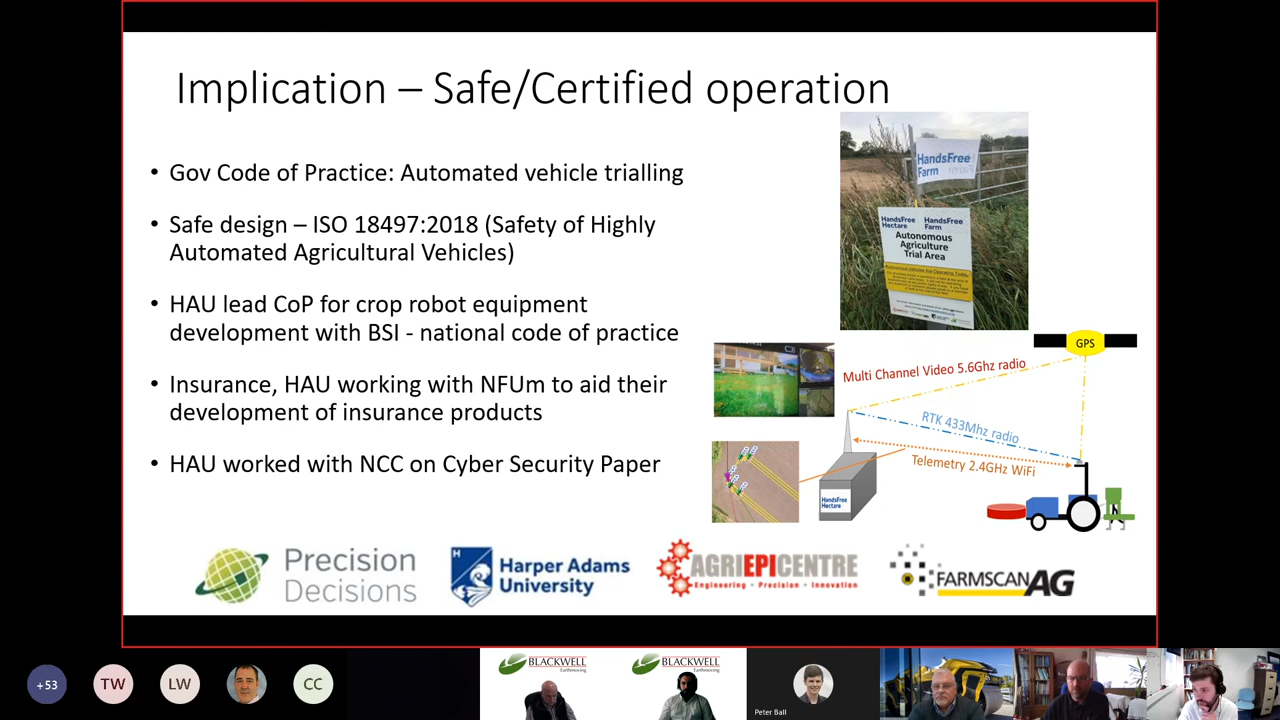 Implication – Safe/Certified operation
• Gov Code of Practice: Automated vehicle trialling
• Safe design – ISO 18497:2018 (Safety of Highly
Automated Agricultural Vehicles)
• HAU lead CoP for crop robot equipment
development with BSI - national code of practice
• Insurance, HAU working with NFUm to aid their
development of insurance products
• HAU worked with NCC on Cyber Security Paper
HandsFree
Farm
HandsFree
Hectare
HandsFree
Farm
Autonomous
Agriculture
Trial Area
GPS
Multi Channel Video 5.6Ghz radio
RTK 433Mhz radio
Telemetry 2.4GHz WiFi
HandsFree
Hectare
Precision
Decisions
H
Harper Adams
University
AGRIEPICENTRE
Engineering • Precision • Innovation
FARMSCANAG
+53
TW
LW
CC
BLACKWELL
Earthmoving
BLACKWELL
Earthmoving
Peter Ball